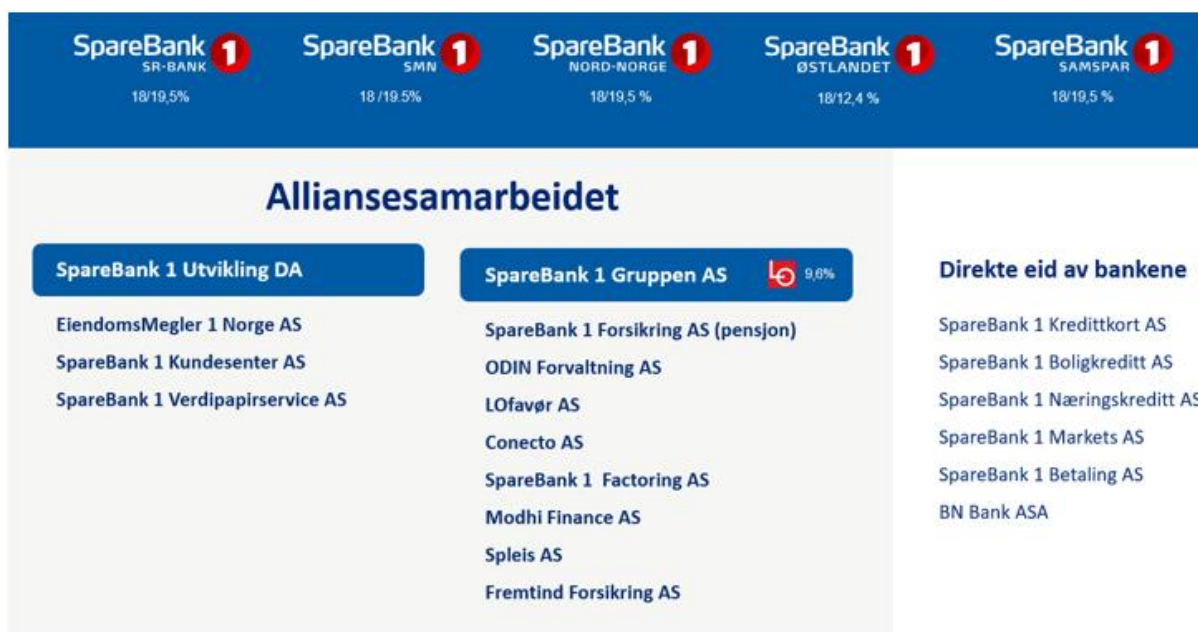 SpareBank 1
SR-BANK
18/19,5%
SpareBank 1
SMN
18 /19.5%
SpareBank 1
NORD-NORGE
18/19,5 %
SpareBank 1
ØSTLANDET
18/12,4 %
SpareBank 1
SAMSPAR
18/19,5 %
Alliansesamarbeidet
SpareBank 1 Utvikling DA
EiendomsMegler 1 Norge AS
SpareBank 1 Kundesenter AS
SpareBank 1 Verdipapirservice AS
SpareBank 1 Gruppen AS LO 9,6%
SpareBank 1 Forsikring AS (pensjon)
ODIN Forvaltning AS
LOfavør AS
Conecto AS
SpareBank 1 Factoring AS
Modhi Finance AS
Spleis AS
Fremtind Forsikring AS
Direkte eid av bankene
SpareBank 1 Kredittkort AS
SpareBank 1 Boligkreditt AS
SpareBank 1 Næringskreditt AS
SpareBank 1 Markets AS
SpareBank 1 Betaling AS
BN Bank ASA